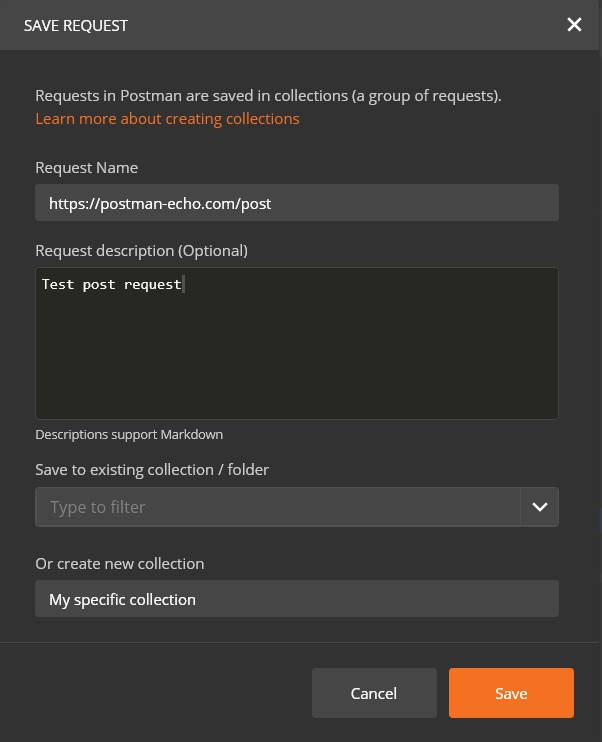 SAVE REQUEST
Requests in Postman are saved in collections (a group of requests).
Learn more about creating collections
Request Name
https://postman-echo.com/post
Request description (Optional)
Test post request
Descriptions support Markdown
Save to existing collection / folder
Type to filter
Or create new collection
My specific collection
Cancel
Save